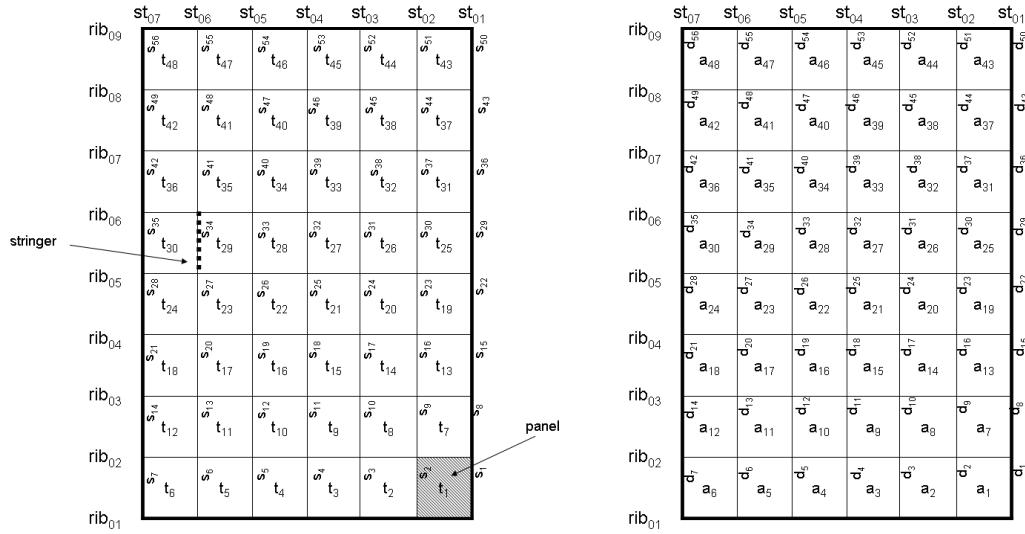 st07 st06 st05 st04 st03 st02 st01 st07 st06 st05 st04 st03 st02 st01
rib09 rib09
s56 s55 s54 s53 s52 s51 s50 d56 d55 d54 d53 d52 d51 d50
t48 t47 t46 t45 t44 t43 a48 a47 a46 a45 a44 a43
rib08 rib08
s49 s48 s47 s46 s45 s44 s43 d49 d48 d47 d46 d45 d44 d43
t42 t41 t40 t39 t38 t37 a42 a41 a40 a39 a38 a37
rib07 rib07
s42 s41 s40 s39 s38 s37 s36 d42 d41 d40 d39 d38 d37 d36
t36 t35 t34 t33 t32 t31 a36 a35 a34 a33 a32 a31
rib06 rib06
s35 s34 s33 s32 s31 s30 s29 d35 d34 d33 d32 d31 d30 d29
stringer
t30 t29 t28 t27 t26 t25 a30 a29 a28 a27 a26 a25
rib05 rib05
s28 s27 s26 s25 s24 s23 s22 d28 d27 d26 d25 d24 d23 d22
t24 t23 t22 t21 t20 t19 a24 a23 a22 a21 a20 a19
rib04 rib04
s21 s20 s19 s18 s17 s16 s15 d21 d20 d19 d18 d17 d16 d15
t18 t17 t16 t15 t14 t13 a18 a17 a16 a15 a14 a13
rib03 rib03
s14 s13 s12 s11 s10 s9 s8 d14 d13 d12 d11 d10 d9 d8
t12 t11 t10 t9 t8 t7 a12 a11 a10 a9 a8 a7
panel
rib02 rib02
s7 s6 s5 s4 s3 s2 s1 d7 d6 d5 d4 d3 d2 d1
t6 t5 t4 t3 t2 t1 a6 a5 a4 a3 a2 a1
rib01 rib01